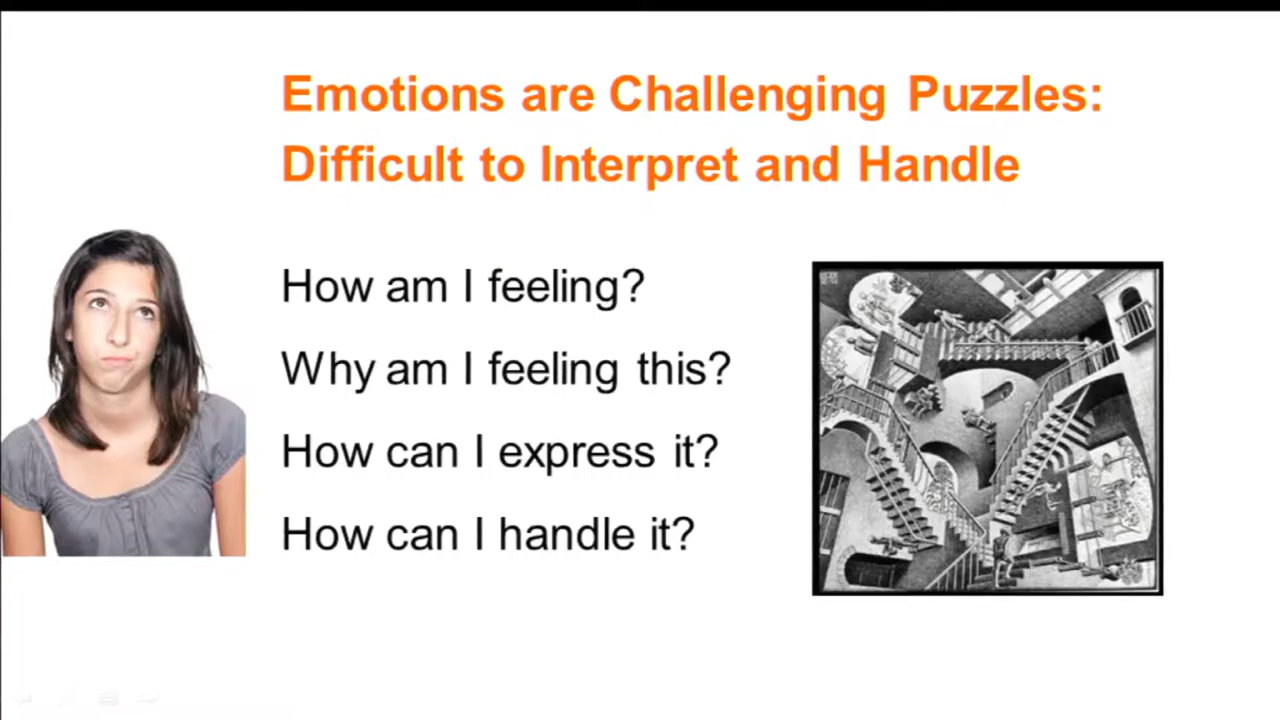 Emotions are Challenging Puzzles:
Difficult to Interpret and Handle
How am I feeling?
Why am I feeling this?
How can I express it?
How can I handle it?